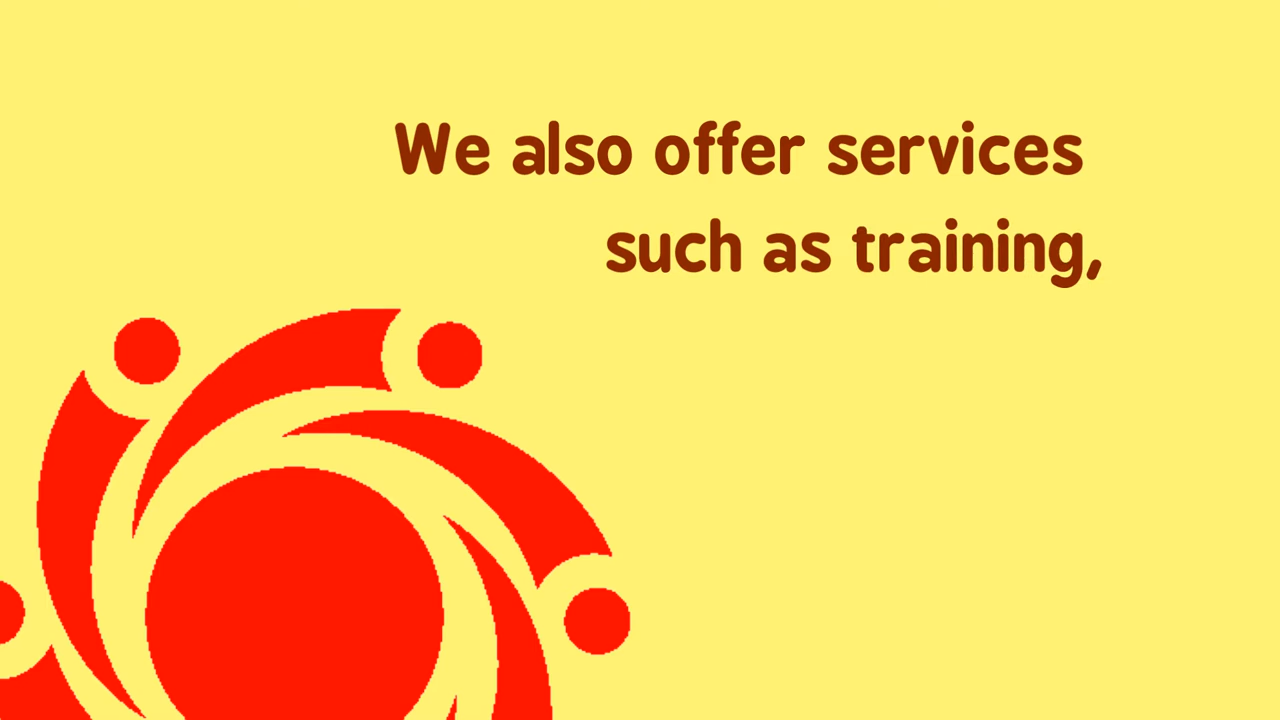 We also offer services
such as training,